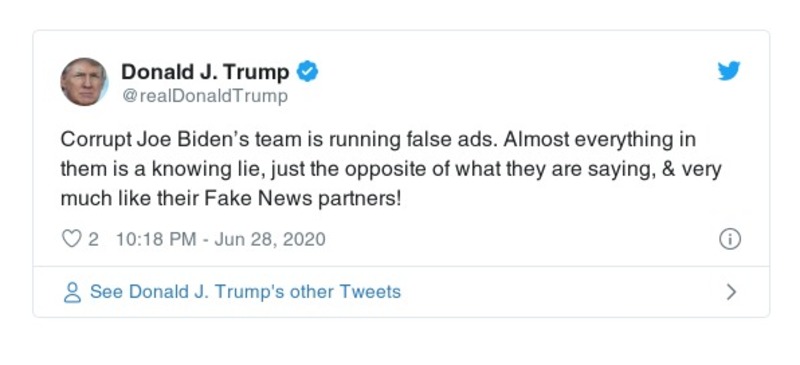 Donald J. Trump
@realDonaldTrump
Corrupt Joe Biden’s team is running false ads. Almost everything in
them is a knowing lie, just the opposite of what they are saying, & very
much like their Fake News partners!
2 10:18 PM - Jun 28, 2020
See Donald J. Trump's other Tweets